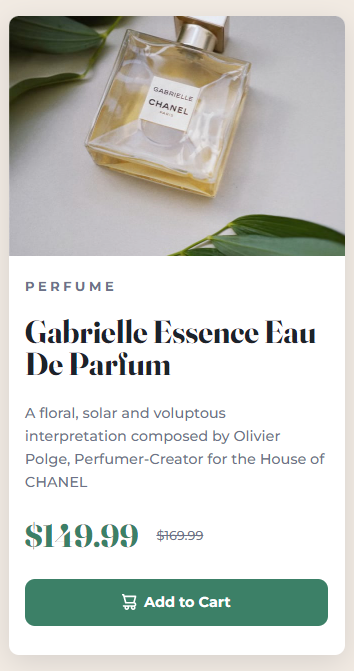 GABRIELLE
CHANEL
PARIS
PERFUME
Gabrielle Essence Eau
De Parfum
A floral, solar and voluptous
interpretation composed by Olivier
Polge, Perfumer-Creator for the House of
CHANEL
$149.99 $169.99
Add to Cart